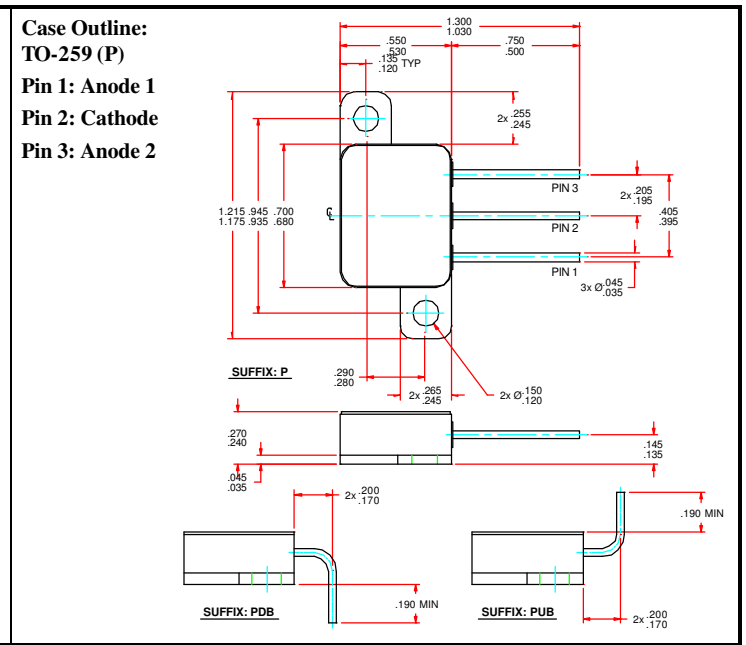 Case Outline:
TO-259 (P)
Pin 1: Anode 1
Pin 2: Cathode
Pin 3: Anode 2
1.300
1.030
.550
.530
.750
.500
.135
.120 TYP
2x .255
.245
PIN 3
2x .205
.195
1.215 .945 .700
1.175 .935 .680
.405
.395
PIN 2
PIN 1
3x Ø .045
.035
SUFFIX: P
.290
.280
2x .265
.245
2x Ø .150
.120
.270
.240
.145
.135
.045
.035
2x .200
.170
.190 MIN
.190 MIN
SUFFIX: PDB
SUFFIX: PUB
2x .200
.170